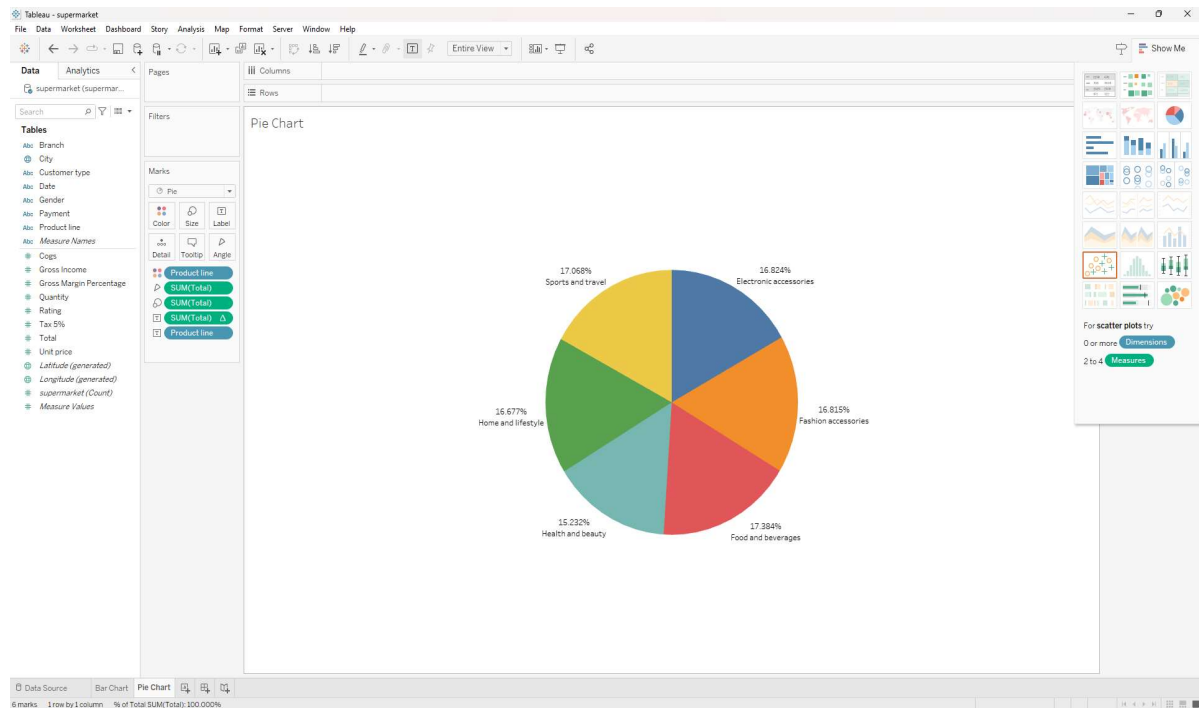 Tableau - supermarket
File Data Worksheet Dashboard Story Analysis Map Format Server Window Help
Entire View
Show Me
Data Analytics
supermarket (supermar...
Search
Tables
Abc Branch
City
Abc Customer type
Abc Date
Abc Gender
Abc Payment
Abc Product line
Abc Measure Names
Cogs
Gross Income
Gross Margin Percentage
Quantity
Rating
Tax 5%
Total
Unit price
Latitude (generated)
Longitude (generated)
supermarket (Count)
Measure Values
Pages
Filters
Marks
Pie
Color Size Label
Detail Tooltip Angle
Product line
SUM(Total)
SUM(Total)
SUM(Total)
Product line
Columns
Rows
Pie Chart
17.068%
Sports and travel
16.824%
Electronic accessories
16.677%
Home and lifestyle
16.815%
Fashion accessories
15.232%
Health and beauty
17.384%
Food and beverages
For scatter plots try
0 or more Dimensions
2 to 4 Measures
Data Source Bar Chart Pie Chart
6 marks 1 row by 1 column % of Total SUM(Total): 100.000%